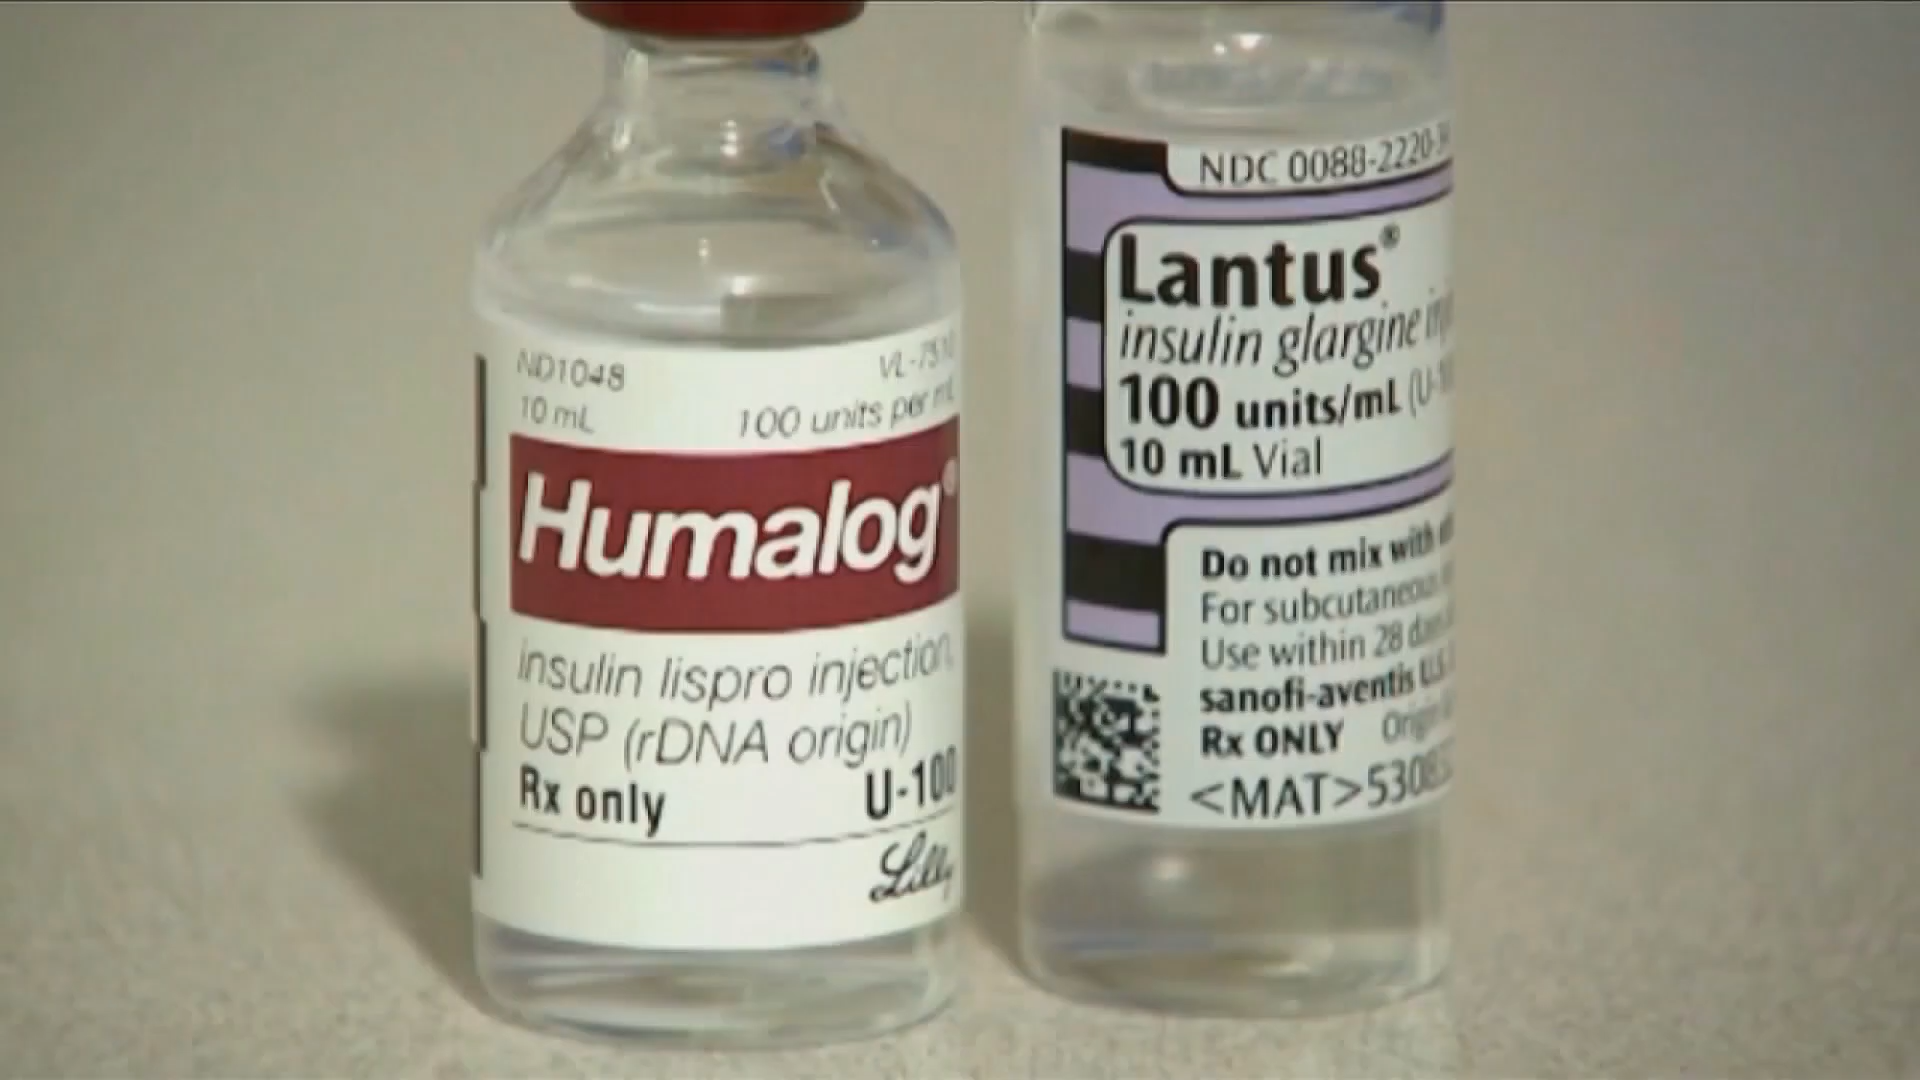 ND1048 VL-7510
10 mL 100 units per mL
Humalog®
insulin lispro injection,
USP (rDNA origin)
Rx only U-100
Lilly
NDC 0088-2220-
Lantus®
insulin glargine
100 units/mL (U-
10 mL Vial
Do not mix with
For subcutaneous
Use within 28
sanofi-aventis U.S.
Rx ONLY
<MAT>5308